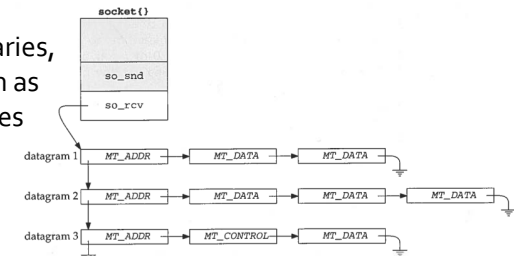 socket{}
aries,
n as
es
so_snd
so_rcv
datagram 1 MT_ADDR MT_DATA MT_DATA
datagram 2 MT_ADDR MT_DATA MT_DATA MT_DATA
datagram 3 MT_ADDR MT_CONTROL MT_DATA